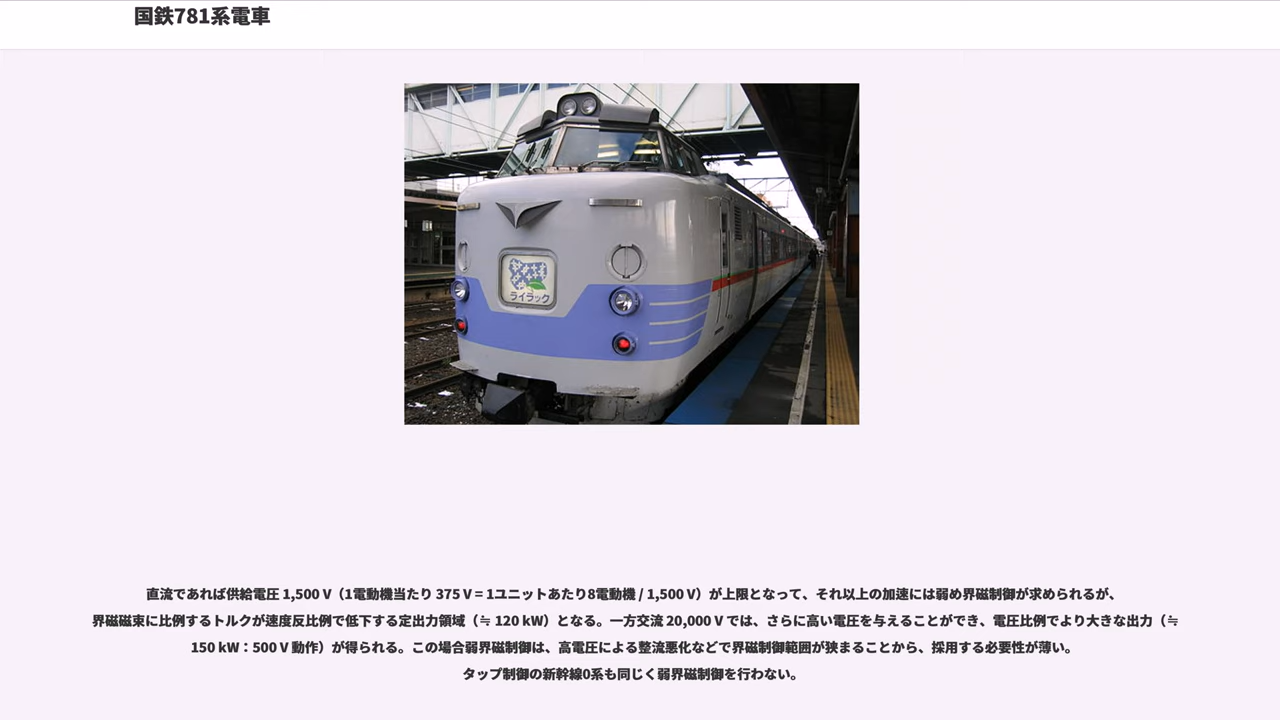 国鉄781系電車
ライラック
直流であれば供給電圧 1,500 V（1電動機当たり 375 V = 1ユニットあたり8電動機 / 1,500 V）が上限となって、それ以上の加速には弱め界磁制御が求められるが、
界磁磁束に比例するトルクが速度反比例で低下する定出力領域（≒ 120 kW）となる。一方交流 20,000 V では、さらに高い電圧を与えることができ、電圧比例でより大きな出力（≒
150 kW：500 V 動作）が得られる。この場合弱界磁制御は、高電圧による整流悪化などで界磁制御範囲が狭まることから、採用する必要性が薄い。
タップ制御の新幹線0系も同じく弱界磁制御を行わない。